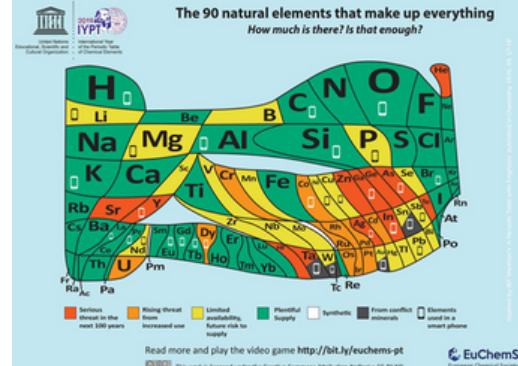 The 90 natural elements that make up everything
How much is there? Is that enough?
United Nations
Educational, Scientific and
Cultural Organization
2019
IYPT
International Year
of the Periodic Table
of Chemical Elements
H
He
Li
Be
B
C
N
O
F
Ne
Na
Mg
Al
Si
P
S
Cl
Ar
K
Ca
Sc
Ti
V
Cr
Mn
Fe
Co
Ni
Cu
Zn
Ga
Ge
As
Se
Br
Rb
Sr
Y
Zr
Nb
Mo
Ru
Rh
Pd
Ag
Cd
In
Sn
Sb
I
Rn
At
Po
Cs
Ba
La
Ce
Pr
Nd
Pm
Sm
Eu
Gd
Tb
Dy
Ho
Er
Tm
Yb
Lu
Ta
W
Tc
Re
Os
Ir
Pt
Au
Hg
Tl
Pb
Bi
Fr
Ra
Ac
Th
Pa
U
Serious threat in the next 100 years
Rising threat from increased use
Limited availability, future risk to supply
Plentiful Supply
Synthetic
From conflict minerals
Elements used in a smart phone
Read more and play the video game http://bit.ly/euchems-pt
EuChemS
European Chemical Society